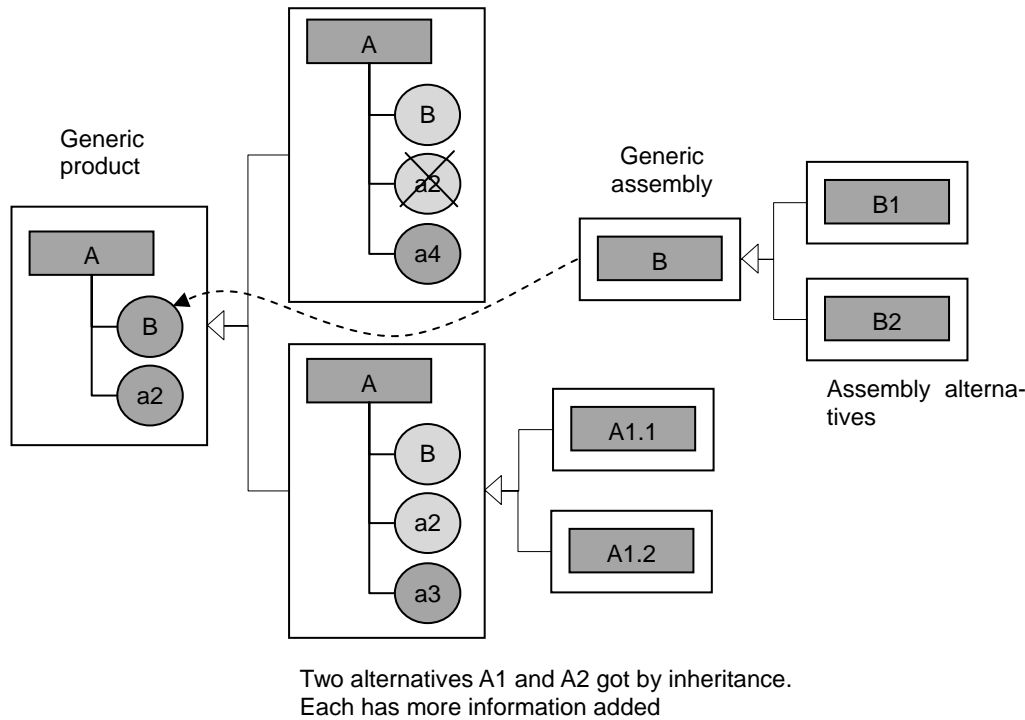 Generic
product
A
B
a2
A
B
a2
a4
A
B
a2
a3
Generic
assembly
B
B1
B2
Assembly alterna-
tives
A1.1
A1.2
Two alternatives A1 and A2 got by inheritance.
Each has more information added